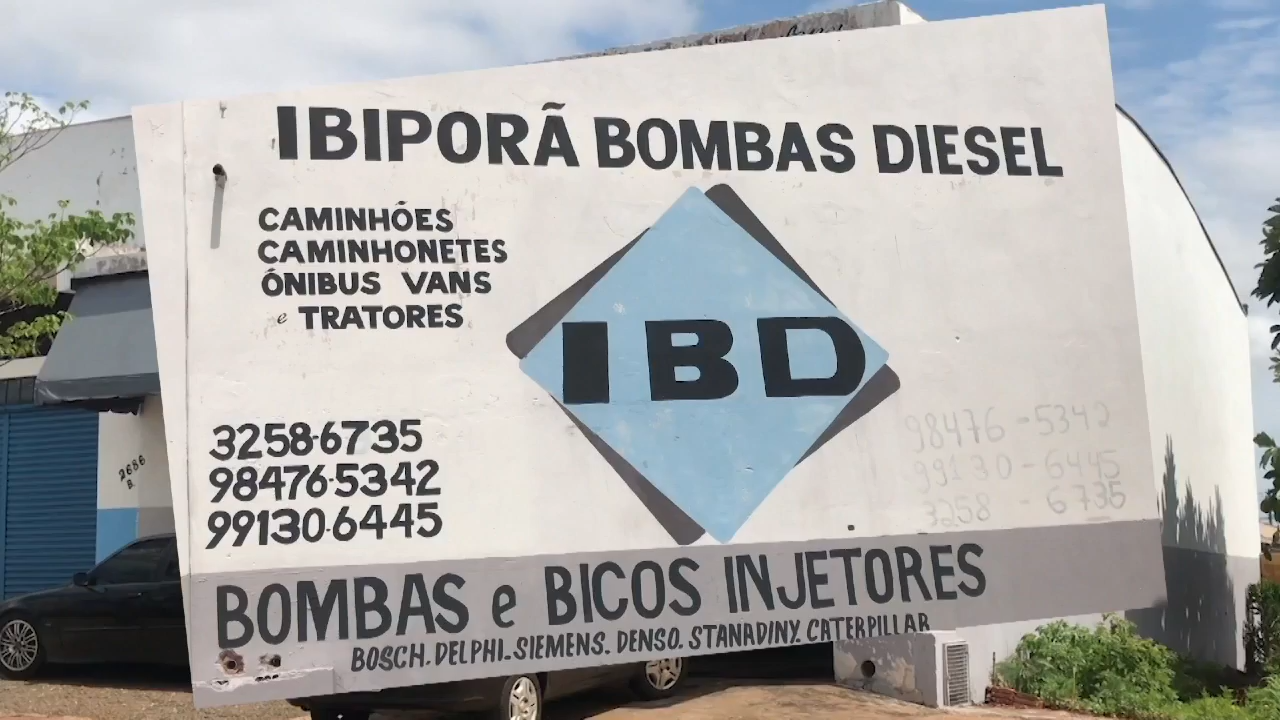 IBIPORÃ BOMBAS DIESEL
CAMINHÕES
CAMINHONETES
ÔNIBUS VANS
e TRATORES
IBD
3258-6735
98476-5342
99130-6445
98476-5342
99130-6445
3258-6735
2686
B.
BOMBAS e BICOS INJETORES
BOSCH. DELPHI-SIEMENS. DENSO. STANADINY. CATERPILLAR